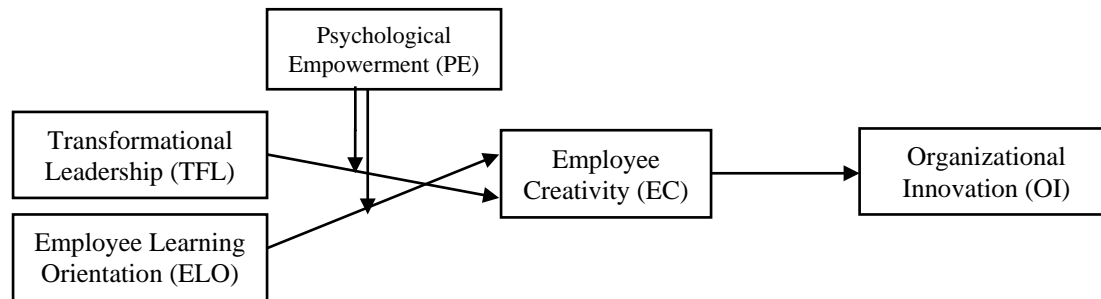 Psychological
Empowerment (PE)
Transformational
Leadership (TFL)
Employee Learning
Orientation (ELO)
Employee
Creativity (EC)
Organizational
Innovation (OI)